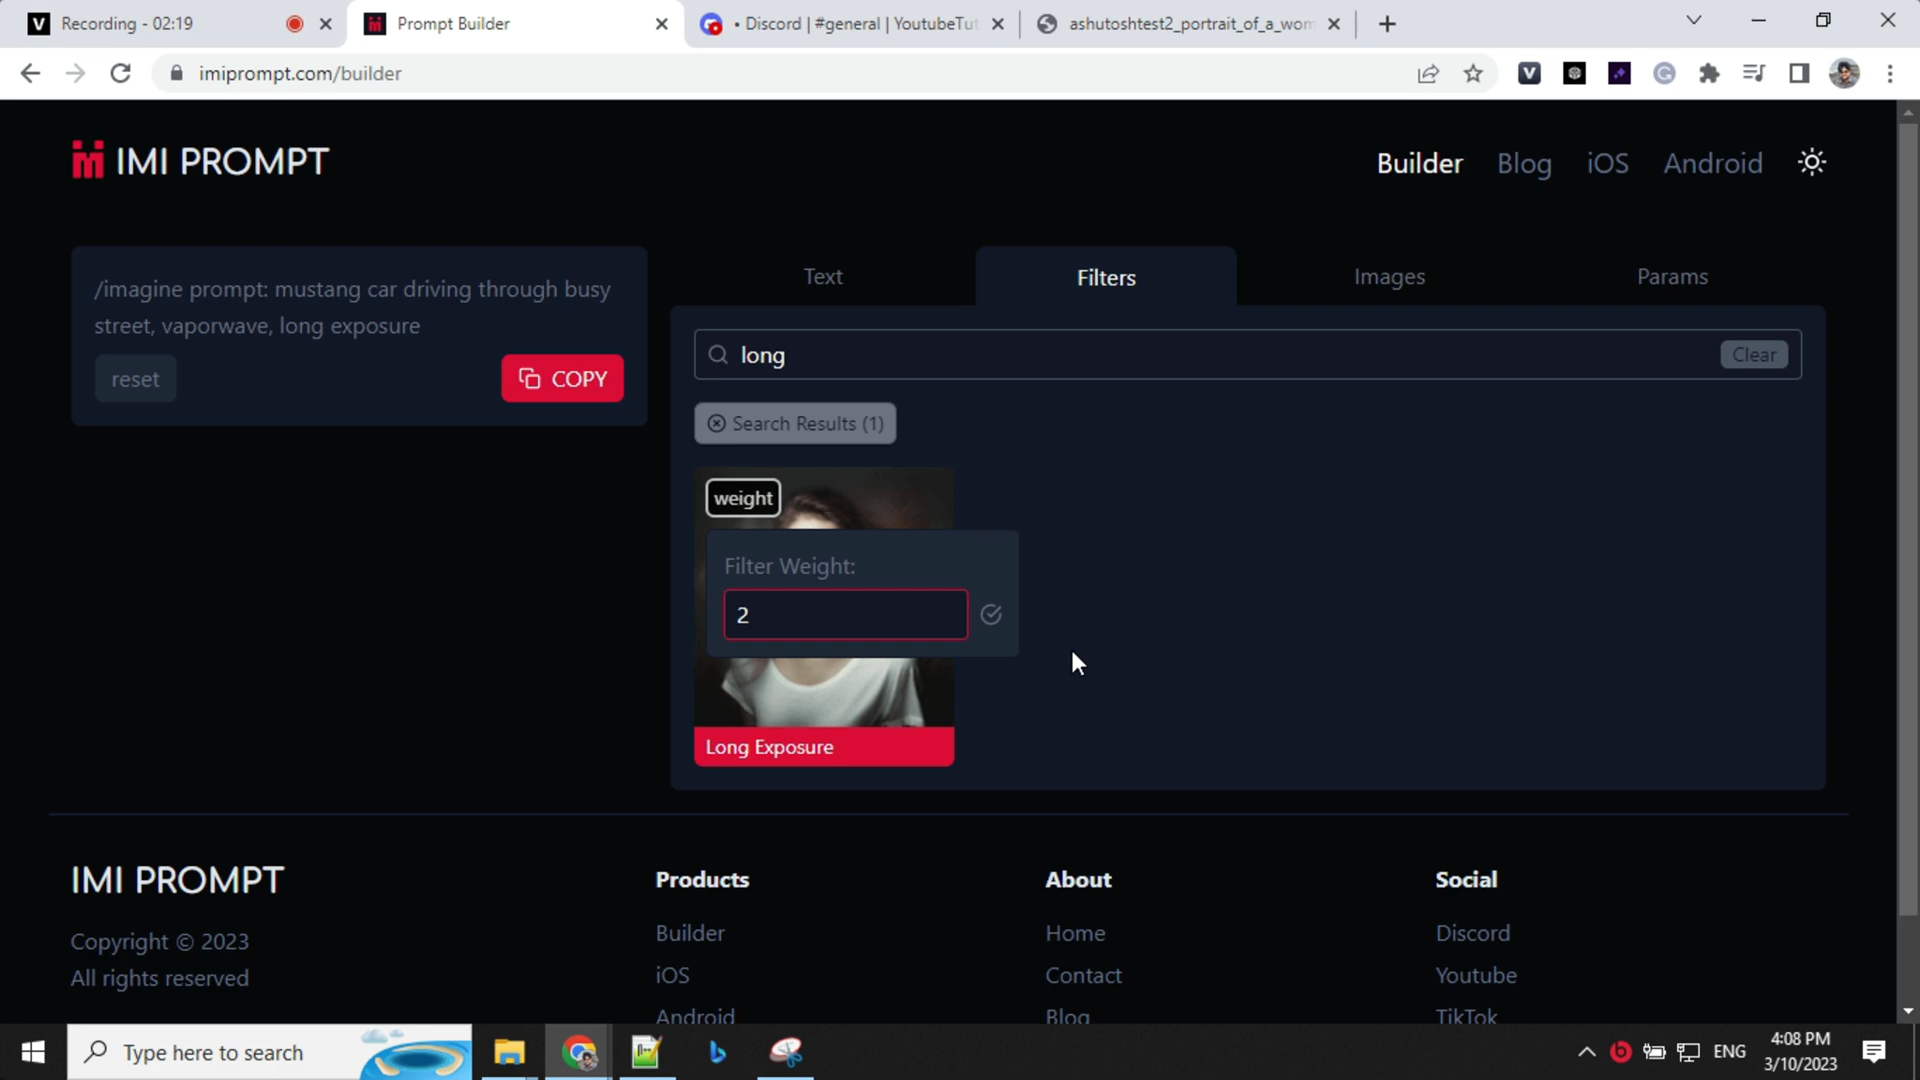 Recording - 02:19
Prompt Builder
• Discord | #general | YoutubeTut
ashutoshtest2_portrait_of_a_wom
imiprompt.com/builder
IMI PROMPT
Builder
Blog
iOS
Android
/imagine prompt: mustang car driving through busy
street, vaporwave, long exposure
reset
COPY
Text
Filters
Images
Params
long
Clear
Search Results (1)
weight
Filter Weight:
2
Long Exposure
IMI PROMPT
Copyright © 2023
All rights reserved
Products
Builder
iOS
Android
About
Home
Contact
Blog
Social
Discord
Youtube
TikTok
Type here to search
ENG
4:08 PM
3/10/2023